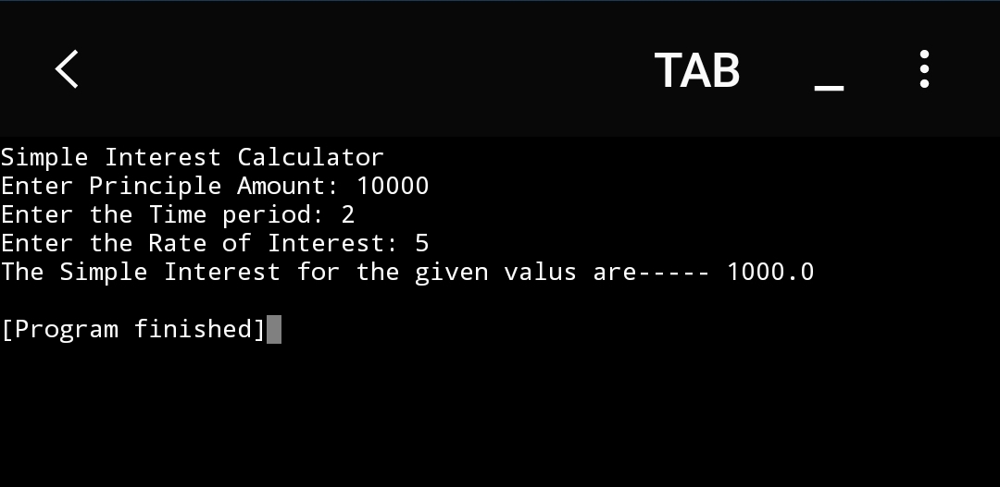 TAB _
Simple Interest Calculator
Enter Principle Amount: 10000
Enter the Time period: 2
Enter the Rate of Interest: 5
The Simple Interest for the given valus are----- 1000.0
[Program finished]